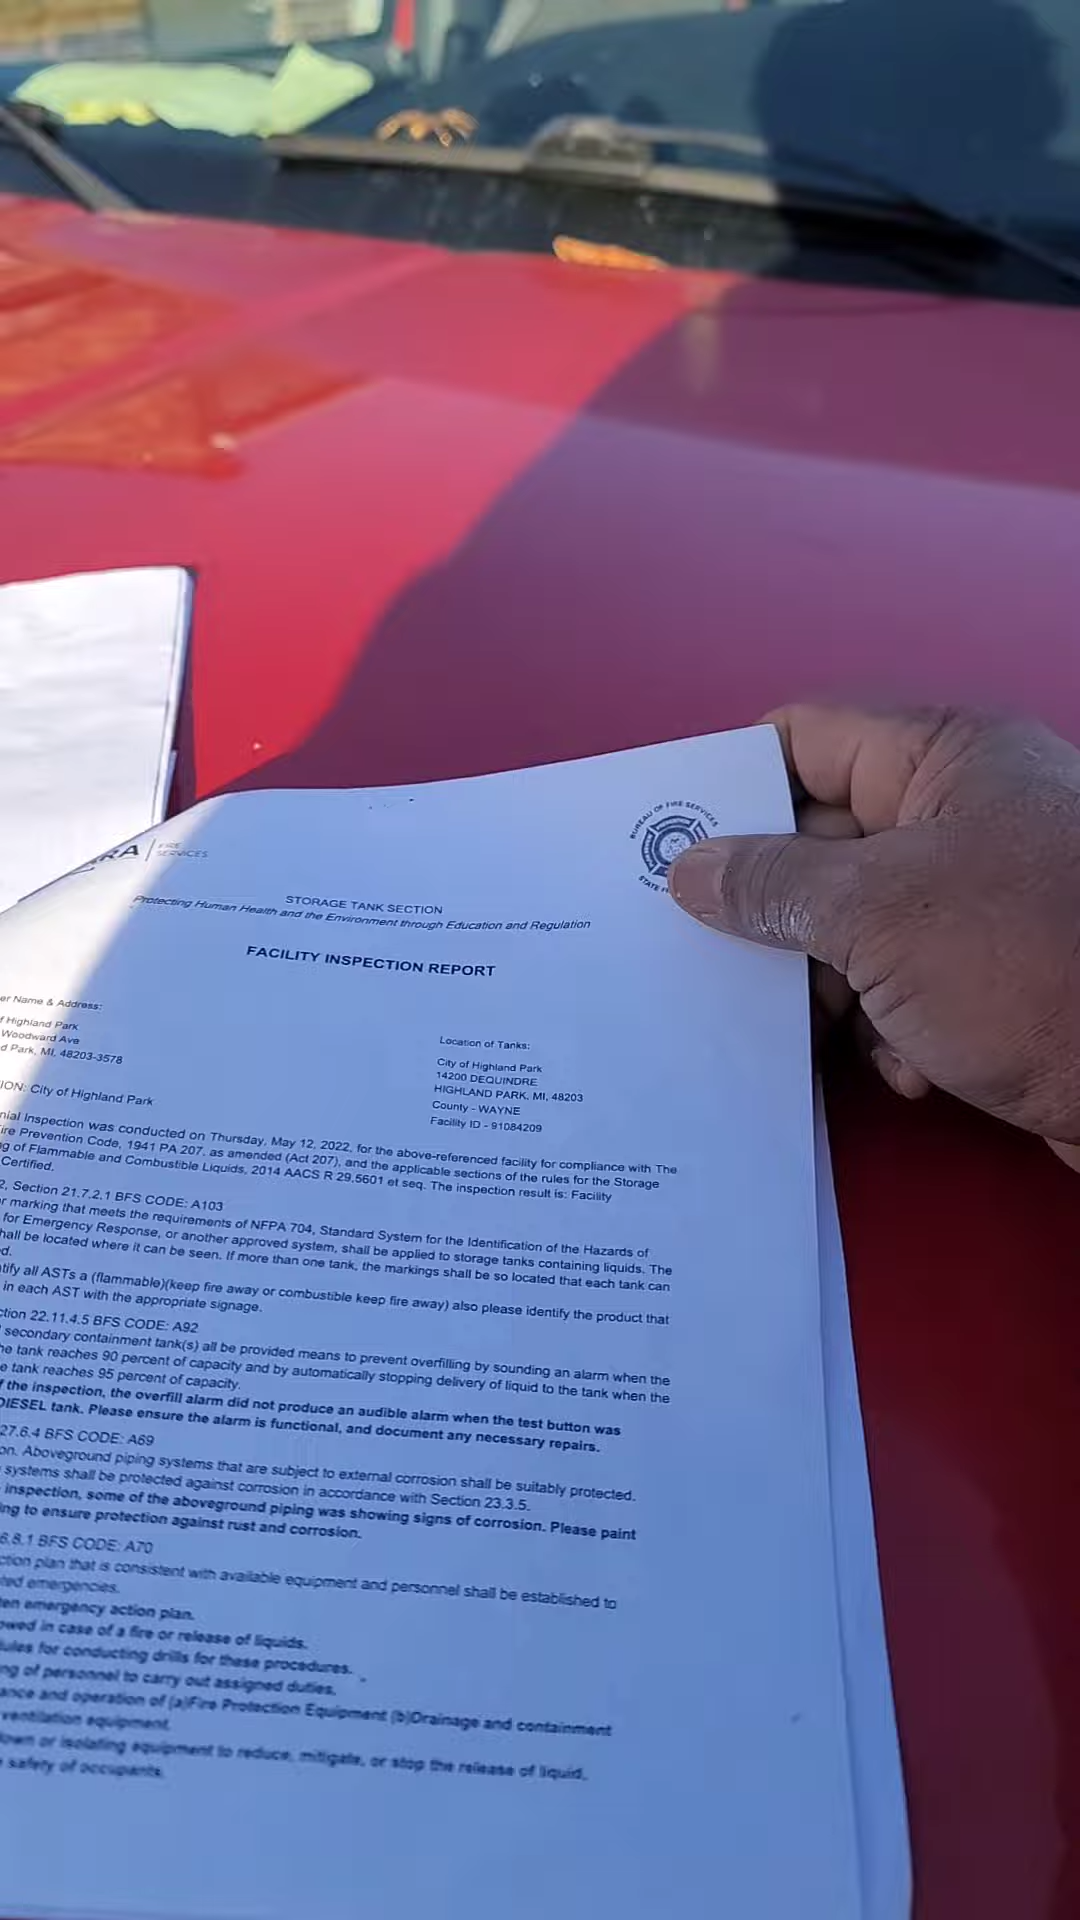 RA | FIRE SERVICES
BUREAU OF FIRE SERVICES
STATE
STORAGE TANK SECTION
Protecting Human Health and the Environment through Education and Regulation
FACILITY INSPECTION REPORT
er Name & Address:
f Highland Park
Woodward Ave
d Park, MI, 48203-3578
Location of Tanks:
City of Highland Park
14200 DEQUINDRE
HIGHLAND PARK, MI, 48203
County - WAYNE
Facility ID - 91084209
ION: City of Highland Park
nial Inspection was conducted on Thursday, May 12, 2022, for the above-referenced facility for compliance with The
ire Prevention Code, 1941 PA 207, as amended (Act 207), and the applicable sections of the rules for the Storage
g of Flammable and Combustible Liquids, 2014 AACS R 29.5601 et seq. The inspection result is: Facility
Certified.
2, Section 21.7.2.1 BFS CODE: A103
r marking that meets the requirements of NFPA 704, Standard System for the Identification of the Hazards of
for Emergency Response, or another approved system, shall be applied to storage tanks containing liquids. The
hall be located where it can be seen. If more than one tank, the markings shall be so located that each tank can
d.
tify all ASTs a (flammable)(keep fire away or combustible keep fire away) also please identify the product that
in each AST with the appropriate signage.
ction 22.11.4.5 BFS CODE: A92
secondary containment tank(s) all be provided means to prevent overfilling by sounding an alarm when the
he tank reaches 90 percent of capacity and by automatically stopping delivery of liquid to the tank when the
e tank reaches 95 percent of capacity.
f the inspection, the overfill alarm did not produce an audible alarm when the test button was
DIESEL tank. Please ensure the alarm is functional, and document any necessary repairs.
27.6.4 BFS CODE: A69
on. Aboveground piping systems that are subject to external corrosion shall be suitably protected.
systems shall be protected against corrosion in accordance with Section 23.3.5.
inspection, some of the aboveground piping was showing signs of corrosion. Please paint
ing to ensure protection against rust and corrosion.
6.8.1 BFS CODE: A70
ction plan that is consistent with available equipment and personnel shall be established to
ted emergencies.
ten emergency action plan.
owed in case of a fire or release of liquids.
dules for conducting drills for these procedures.
ng of personnel to carry out assigned duties.
ance and operation of (a)Fire Protection Equipment (b)Drainage and containment
ventilation equipment.
down or isolating equipment to reduce, mitigate, or stop the release of liquid.
safety of occupants.